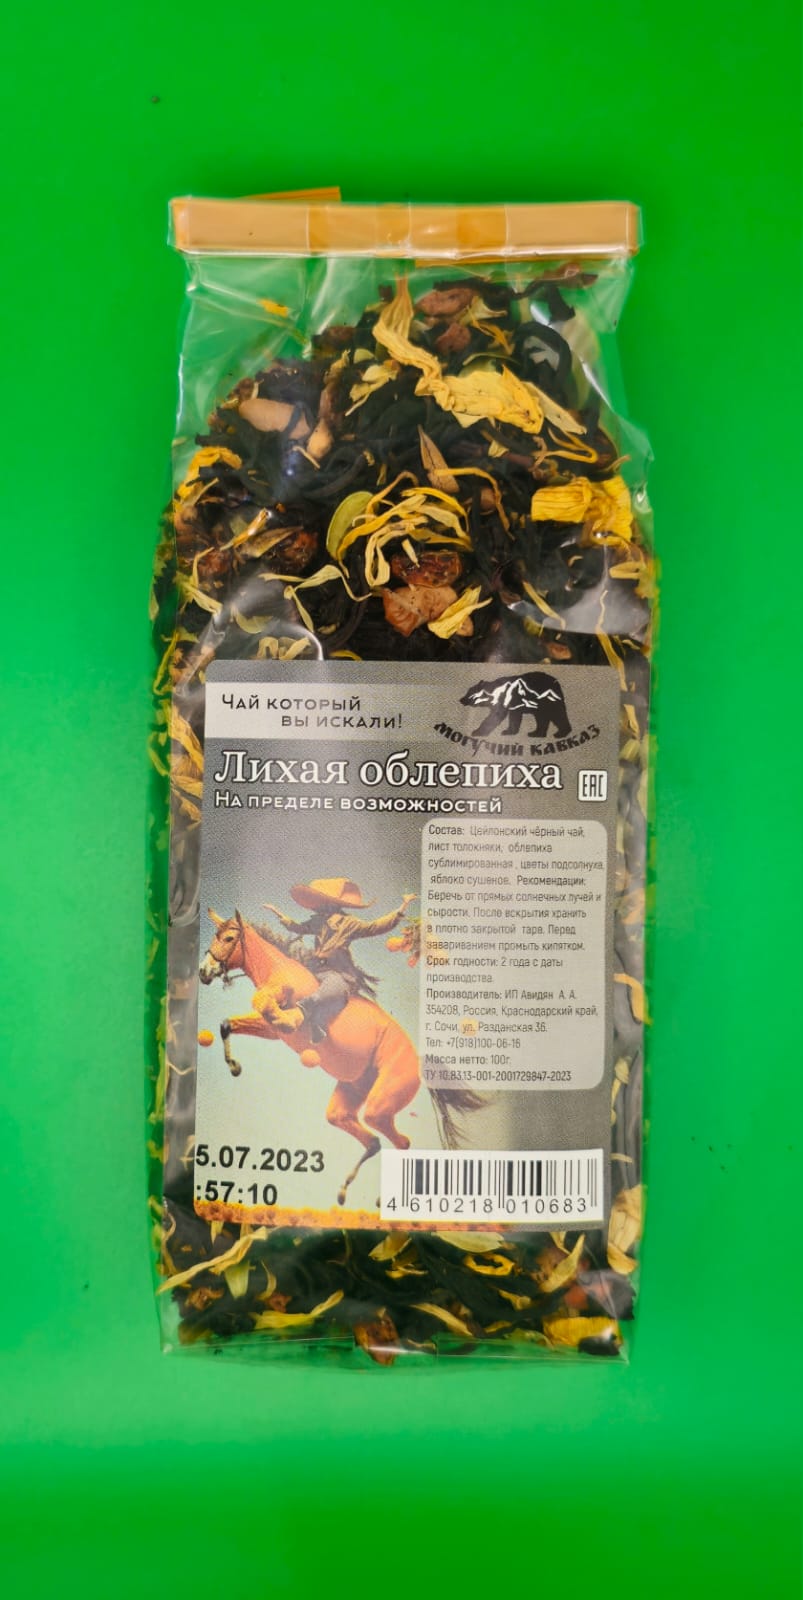 Чай который
вы искали!
МОГУЧИЙ КАВКАЗ
Лихая облепиха
EAC
На пределе возможностей
Состав: Цейлонский чёрный чай,
лист толокняки, облепиха
сублимированная , цветы подсолнуха,
яблоко сушеное. Рекомендации:
Беречь от прямых солнечных лучей и
сырости. После вскрытия хранить
в плотно закрытой таре. Перед
завариванием промыть кипятком.
Срок годности: 2 года с даты
производства.
Производитель: ИП Авидян А. А.
354208, Россия, Краснодарский край,
г. Сочи, ул. Разданская 36.
Тел: +7(918)100-06-16
Масса нетто: 100г.
ТУ 10.83.13-001-2001729847-2023
5.07.2023
:57:10
4 610218 010683